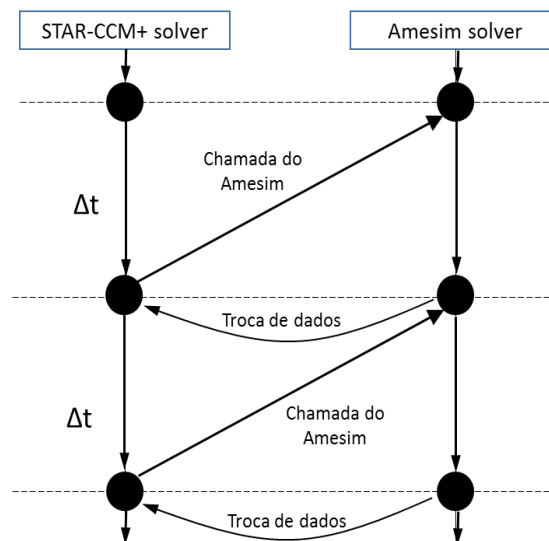 STAR-CCM+ solver
Amesim solver
Chamada do
Amesim
Δt
Troca de dados
Chamada do
Amesim
Δt
Troca de dados